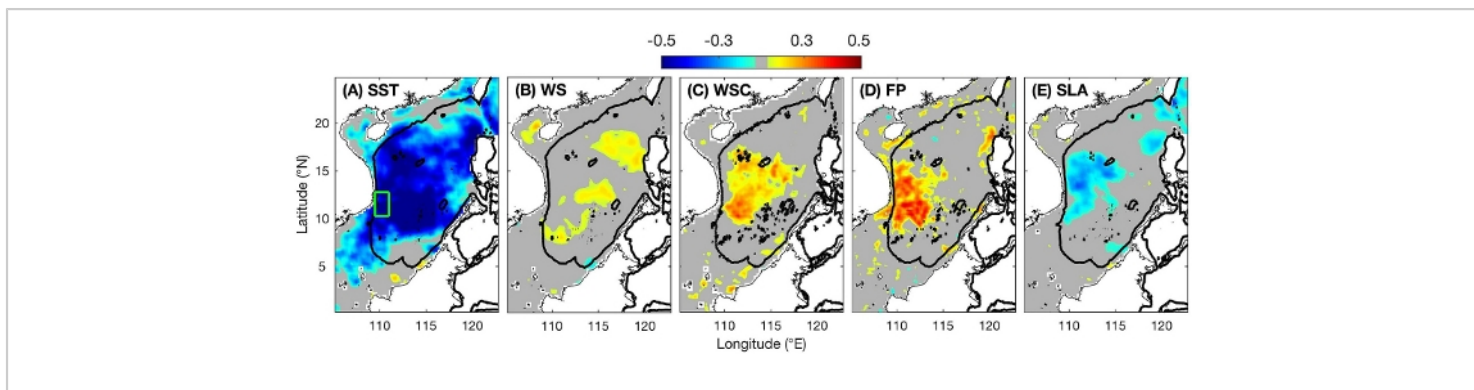 -0.5 -0.3 0.3 0.5
(A) SST (B) WS (C) WSC (D) FP (E) SLA
20
15
10
5
Latitude (°N)
110 115 120 110 115 120 110 115 120 110 115 120 110 115 120
Longitude (°E)